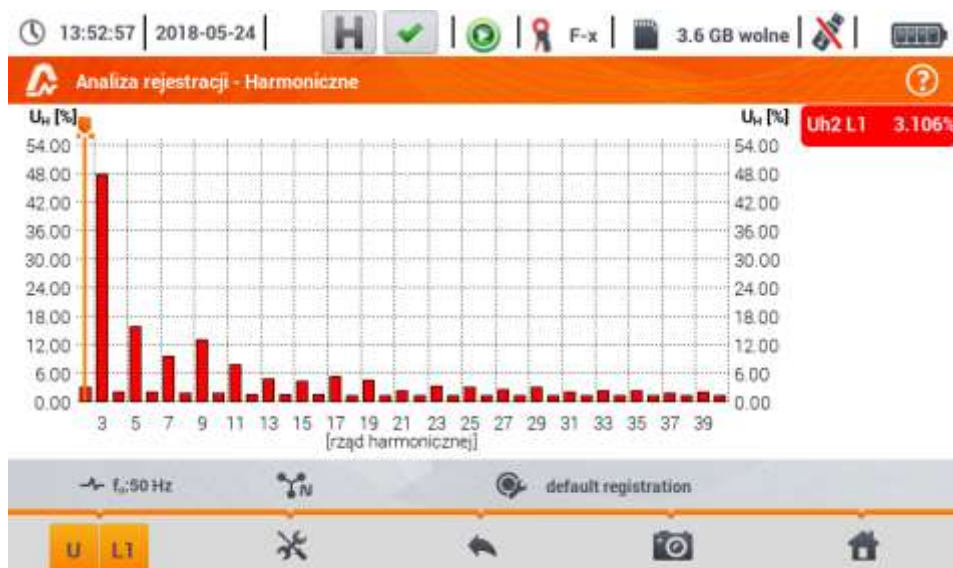 13:52:57 2018-05-24 H F-x 3.6 GB wolne
Analiza rejestracji - Harmoniczne ?
UH [%] UH [%] Uh2 L1 3.106%
54.00 54.00
48.00 48.00
42.00 42.00
36.00 36.00
30.00 30.00
24.00 24.00
18.00 18.00
12.00 12.00
6.00 6.00
0.00 0.00
3 5 7 9 11 13 15 17 19 21 23 25 27 29 31 33 35 37 39
[rząd harmonicznej]
fn:50 Hz N default registration
U L1